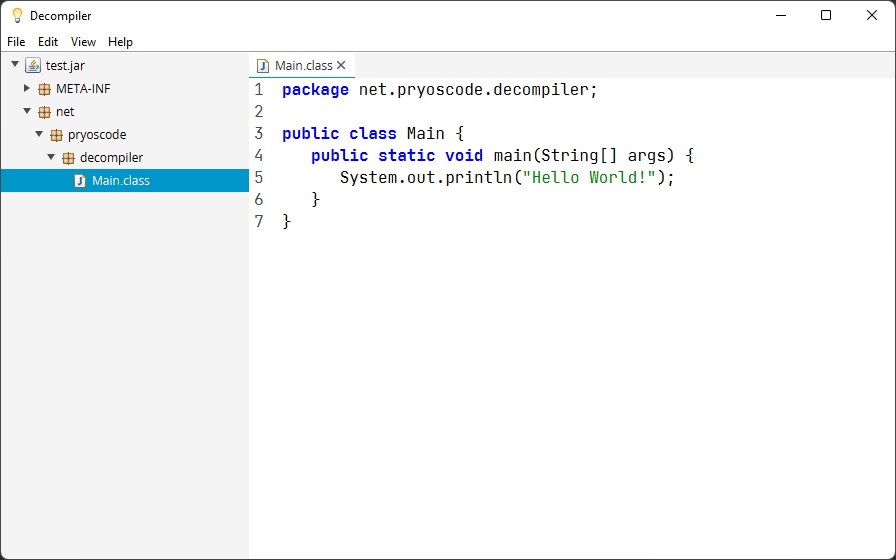 Decompiler
File Edit View Help
test.jar
META-INF
net
pryoscode
decompiler
Main.class
Main.class
1 package net.pryoscode.decompiler;
2
3 public class Main {
4    public static void main(String[] args) {
5       System.out.println("Hello World!");
6    }
7 }